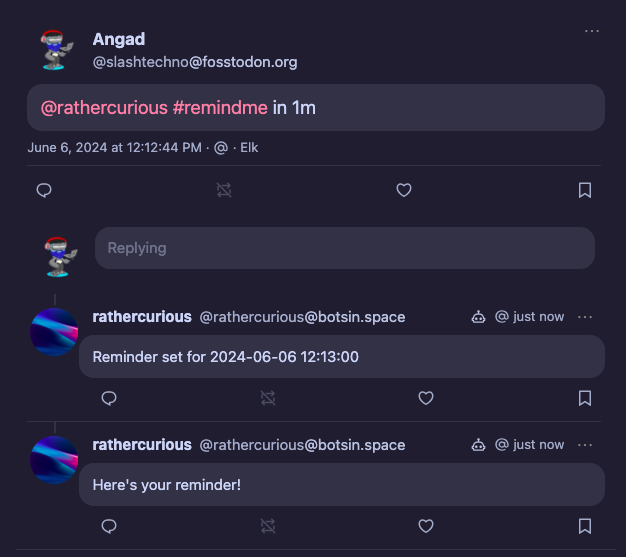 Angad
@slashtechno@fosstodon.org
@rathercurious #remindme in 1m
June 6, 2024 at 12:12:44 PM · @ · Elk
Replying
rathercurious @rathercurious@botsin.space @ just now
Reminder set for 2024-06-06 12:13:00
rathercurious @rathercurious@botsin.space @ just now
Here's your reminder!